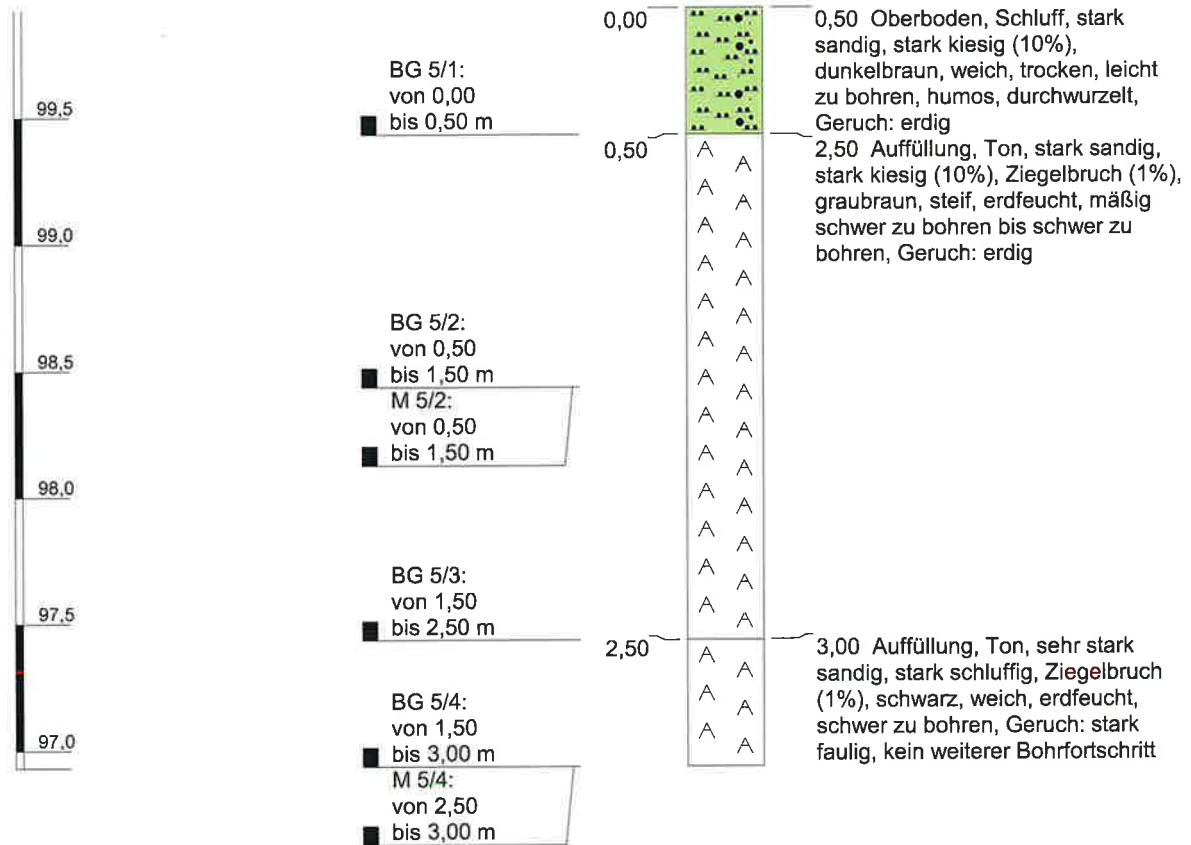 99,5
99,0
98,5
98,0
97,5
97,0
BG 5/1:
von 0,00
bis 0,50 m
BG 5/2:
von 0,50
bis 1,50 m
M 5/2:
von 0,50
bis 1,50 m
BG 5/3:
von 1,50
bis 2,50 m
BG 5/4:
von 1,50
bis 3,00 m
M 5/4:
von 2,50
bis 3,00 m
0,00
0,50
2,50
0,50 Oberboden, Schluff, stark
sandig, stark kiesig (10%),
dunkelbraun, weich, trocken, leicht
zu bohren, humos, durchwurzelt,
Geruch: erdig
2,50 Auffüllung, Ton, stark sandig,
stark kiesig (10%), Ziegelbruch (1%),
graubraun, steif, erdfeucht, mäßig
schwer zu bohren bis schwer zu
bohren, Geruch: erdig
3,00 Auffüllung, Ton, sehr stark
sandig, stark schluffig, Ziegelbruch
(1%), schwarz, weich, erdfeucht,
schwer zu bohren, Geruch: stark
faulig, kein weiterer Bohrfortschritt